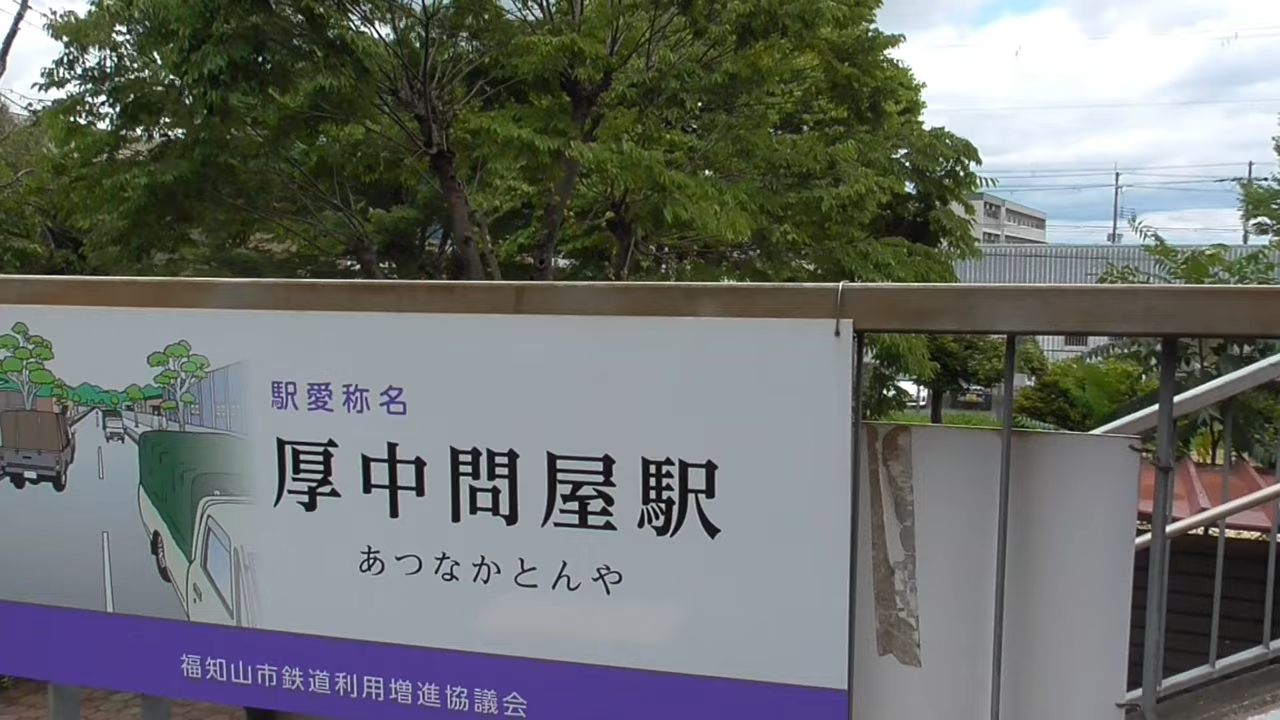 駅愛称名
厚中問屋駅
あつなかとんや
福知山市鉄道利用増進協議会